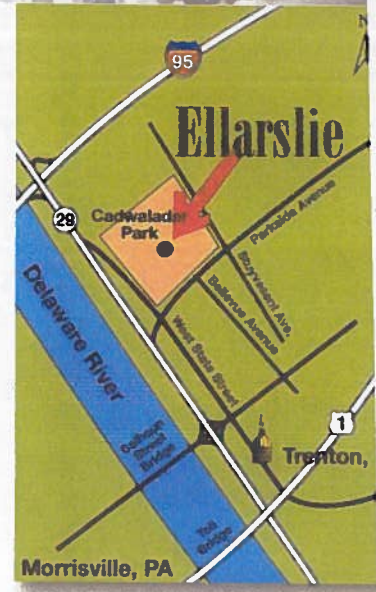 N
95
Ellarslie
29
Cadwalader
Park
Parkside Avenue
Stuyvesant Ave.
Bellevue Avenue
West State Street
Delaware River
Calhoun
Street
Bridge
1
Trenton,
Toll
Bridge
Morrisville, PA